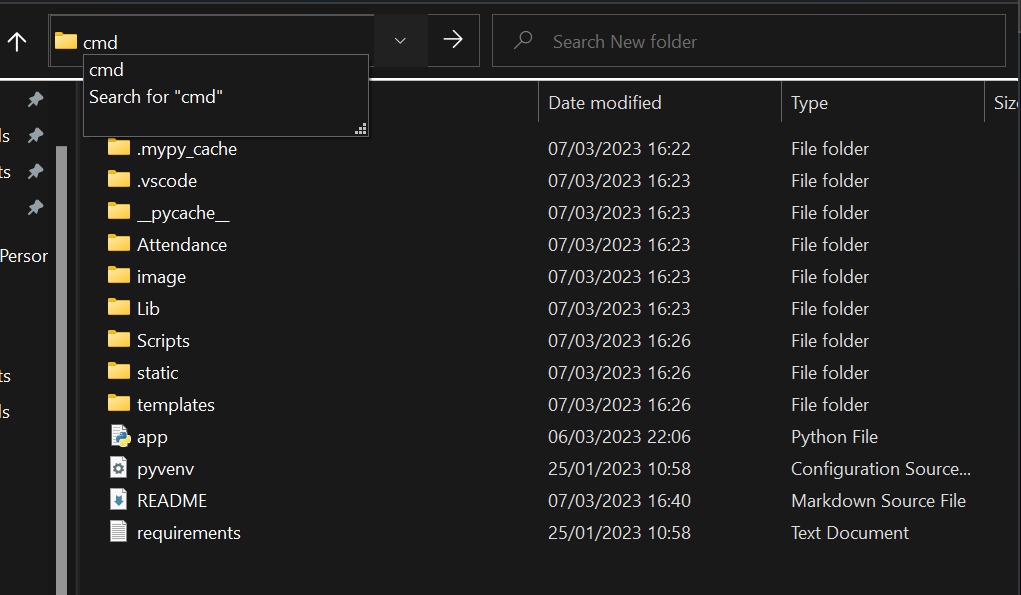 cmd
Search New folder
cmd
Search for "cmd"
Date modified
Type
.mypy_cache 07/03/2023 16:22 File folder
.vscode 07/03/2023 16:23 File folder
__pycache__ 07/03/2023 16:23 File folder
Attendance 07/03/2023 16:23 File folder
image 07/03/2023 16:23 File folder
Lib 07/03/2023 16:23 File folder
Scripts 07/03/2023 16:26 File folder
static 07/03/2023 16:26 File folder
templates 07/03/2023 16:26 File folder
app 06/03/2023 22:06 Python File
pyvenv 25/01/2023 10:58 Configuration Source...
README 07/03/2023 16:40 Markdown Source File
requirements 25/01/2023 10:58 Text Document